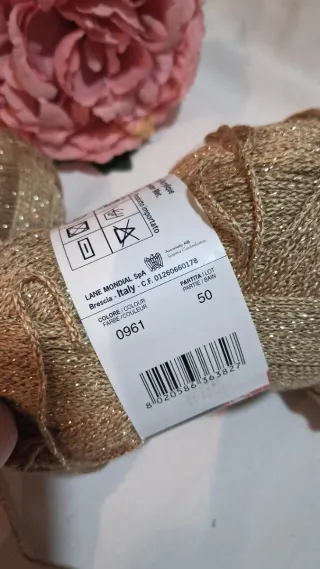 LANE MONDIAL SpA
Brescia - Italy - C.F. 01260660178
COLORE / COLOUR
FARBE / COULEUR
0961
PARTITA / LOT
PARTIE / BAIN
50
8 020586 363827